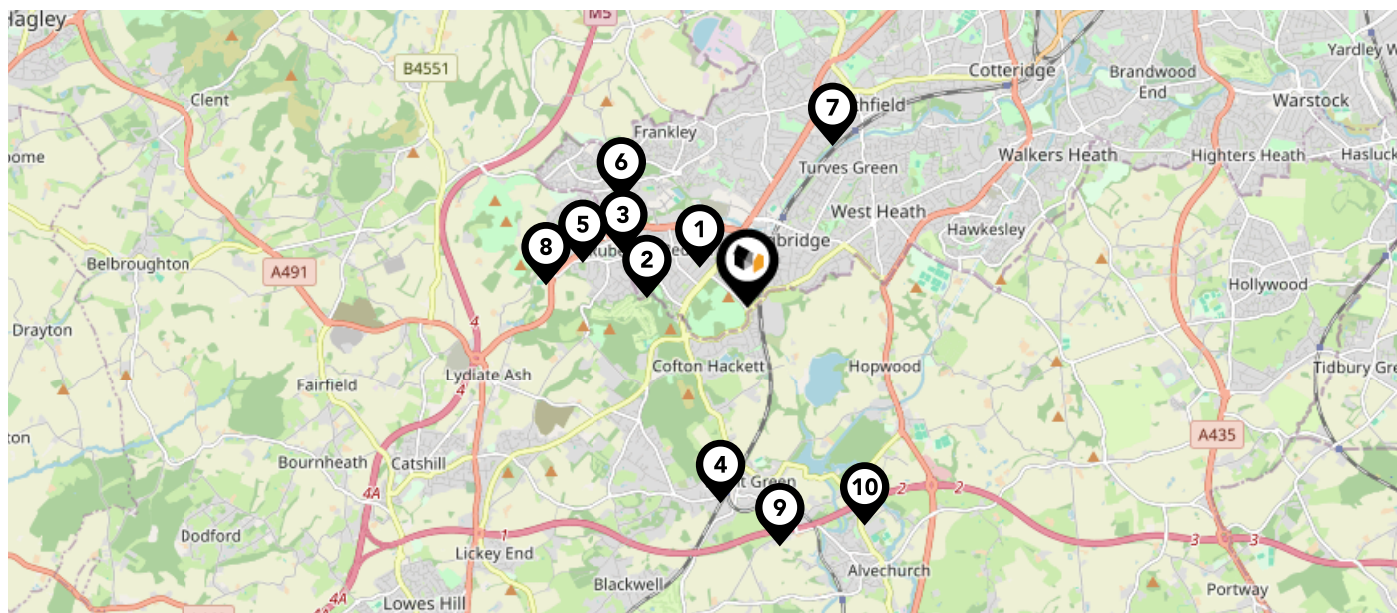 Hagley
M5
Yardley W
B4551
Cotteridge
Brandwood
End
Clent
Warstock
7
thfield
Frankley
Walkers Heath
Highters Heath
Hasluck
6
Turves Green
3
West Heath
5
1
Hawkesley
8
Rube
gbridge
2
Belbroughton
A491
Hollywood
4
Drayton
Cofton Hackett
Hopwood
Tidbury Gre
Lydiate Ash
Fairfield
4
A435
ton
Bournheath
Catshill
4
t Green
10
2
2
4A
9
Dodford
1
3
3
Lickey End
Alvechurch
Blackwell
Portway
4A
Lowes Hill